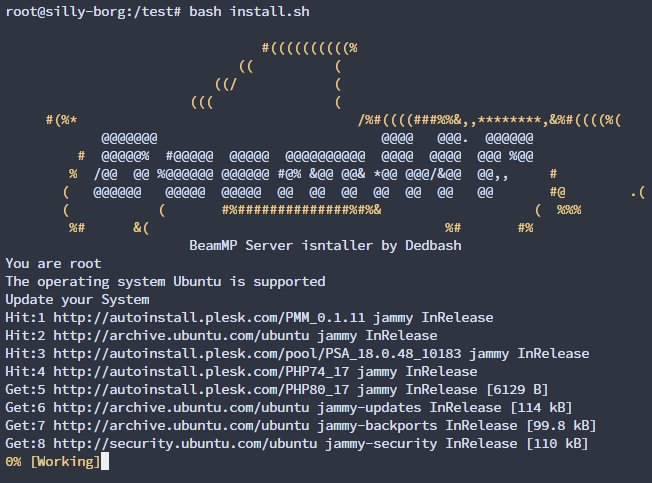 root@silly-borg:/test# bash install.sh
#((((((((((%
((          (
((/            (
(((               (
#(%*                                   /%#((((###%%&,,********,&%#((((%(
@@@@@@@                            @@@@   @@@.  @@@@@@
#  @@@@@%  #@@@@@  @@@@@  @@@@@@@@@@  @@@@  @@@@  @@@ %@@
%  /@@  @@ %@@@@@@ @@@@@@ #@% &@@ @@& *@@ @@@/&@@  @@,,     #
(   @@@@@@   @@@@@ @@@@@@  @@  @@  @@  @@  @@  @@   @@       #@        .(
(           (       #%##############%#%&                   (  %%%
%#      &(                                     %#       #%
BeamMP Server isntaller by Dedbash
You are root
The operating system Ubuntu is supported
Update your System
Hit:1 http://autoinstall.plesk.com/PMM_0.1.11 jammy InRelease
Hit:2 http://archive.ubuntu.com/ubuntu jammy InRelease
Hit:3 http://autoinstall.plesk.com/pool/PSA_18.0.48_10183 jammy InRelease
Hit:4 http://autoinstall.plesk.com/PHP74_17 jammy InRelease
Get:5 http://autoinstall.plesk.com/PHP80_17 jammy InRelease [6129 B]
Get:6 http://archive.ubuntu.com/ubuntu jammy-updates InRelease [114 kB]
Get:7 http://archive.ubuntu.com/ubuntu jammy-backports InRelease [99.8 kB]
Get:8 http://security.ubuntu.com/ubuntu jammy-security InRelease [110 kB]
0% [Working]